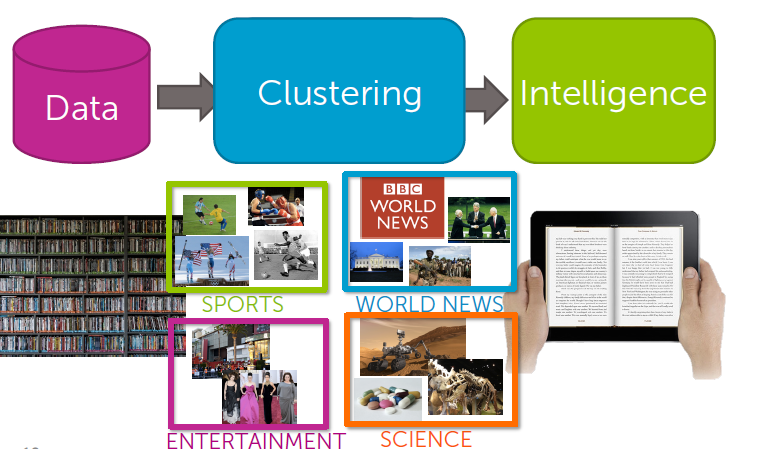 Data
Clustering
Intelligence
BBC
WORLD
NEWS
SPORTS
WORLD NEWS
ENTERTAINMENT
SCIENCE